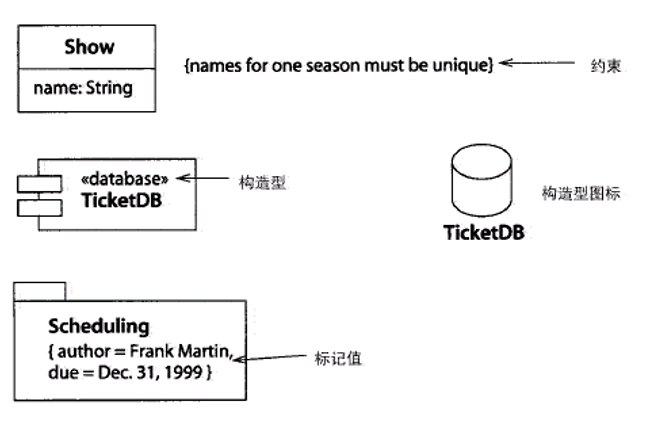 Show
name: String
{names for one season must be unique}
约束
«database»
TicketDB
构造型
构造型图标
TicketDB
Scheduling
{ author = Frank Martin,
due = Dec. 31, 1999 }
标记值